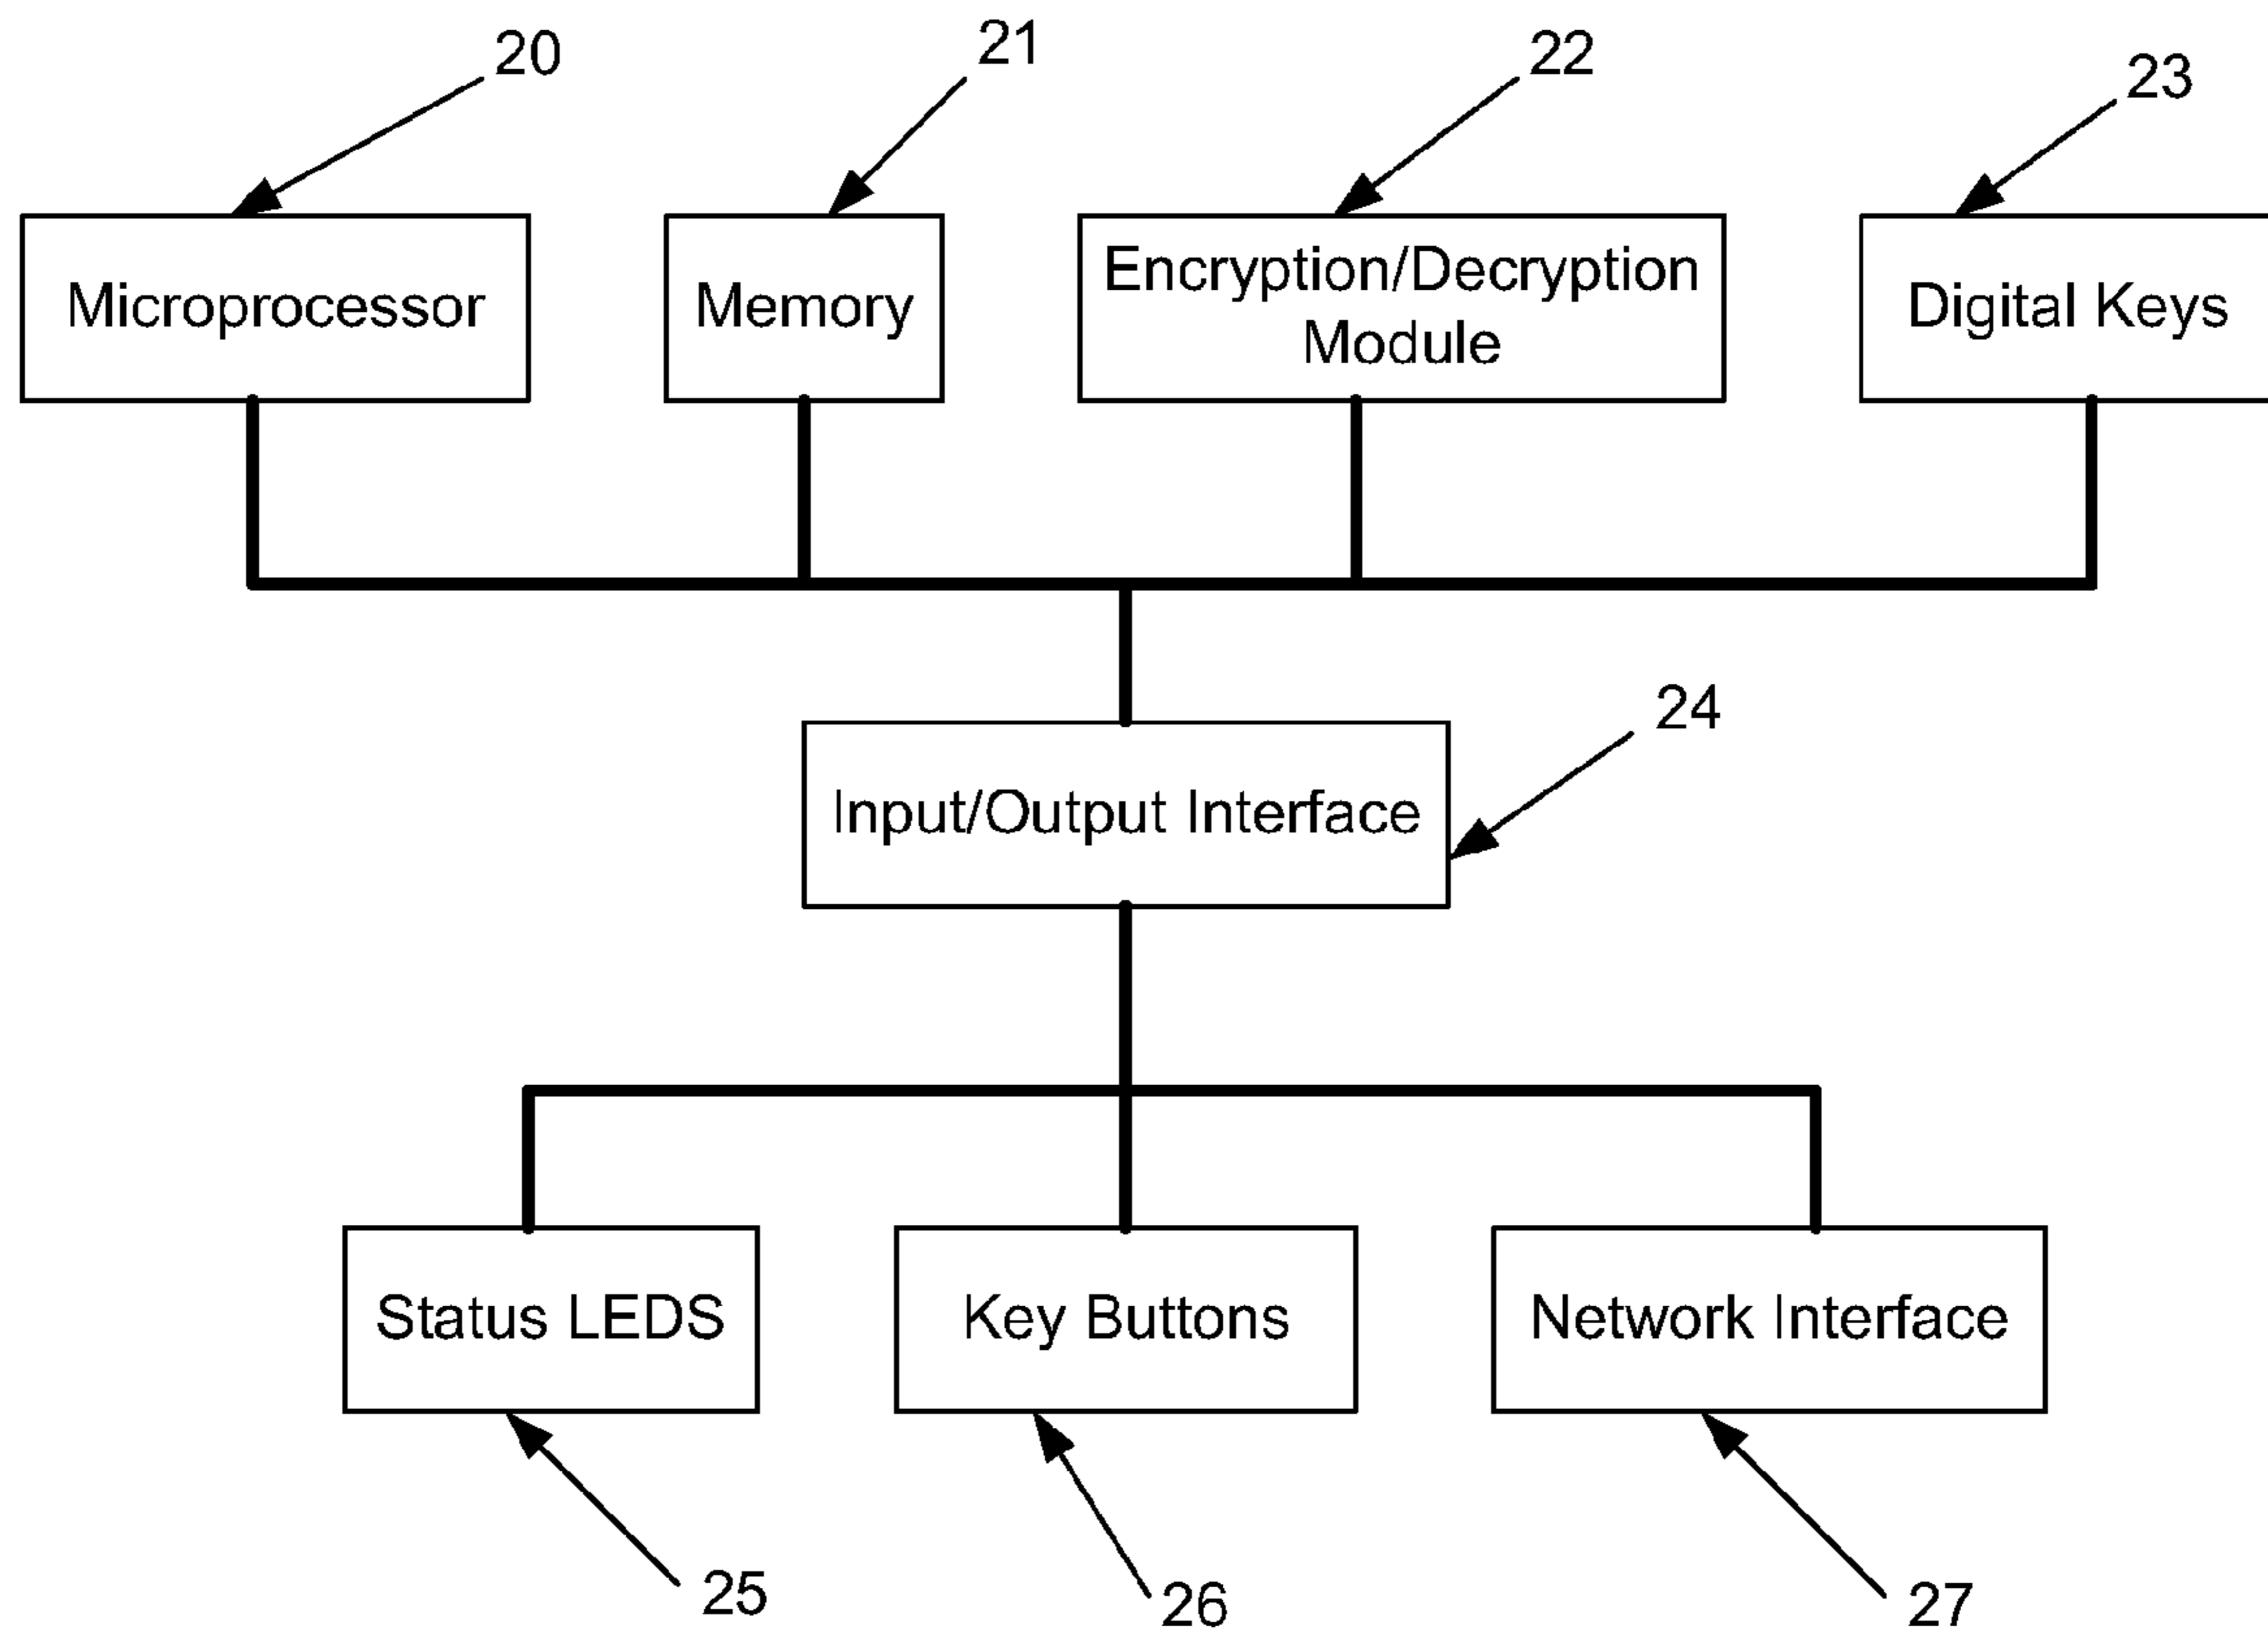 20
21
22
23
Microprocessor
Memory
Encryption/Decryption
Module
Digital Keys
24
Input/Output Interface
Status LEDS
Key Buttons
Network Interface
25
26
27